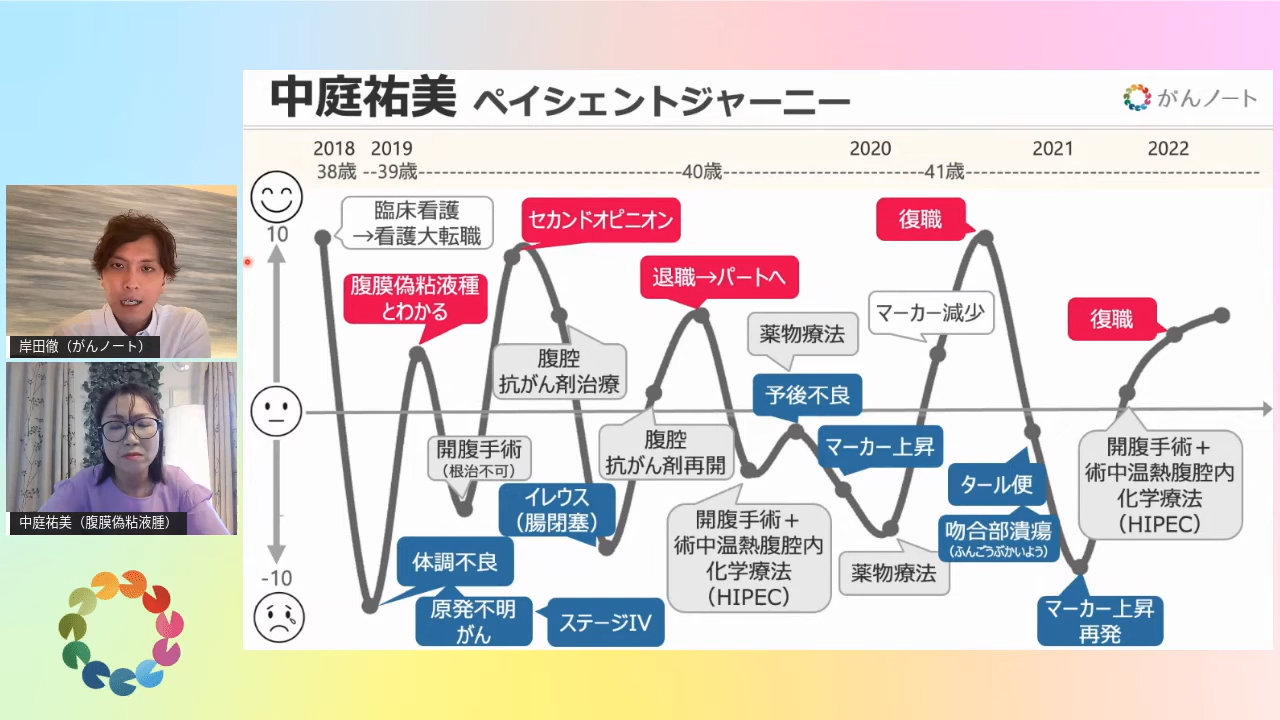 中庭祐美 ペイシェントジャーニー
がんノート
2018 2019 2020 2021 2022
38歳 --39歳------------------------40歳------------------41歳------------------------
10
-10
臨床看護
→看護大転職
腹膜偽粘液種
とわかる
セカンドオピニオン
開腹手術
（根治不可）
体調不良
原発不明
がん
ステージIV
腹腔
抗がん剤治療
イレウス
（腸閉塞）
腹腔
抗がん剤再開
退職→パートへ
開腹手術＋
術中温熱腹腔内
化学療法
（HIPEC）
薬物療法
予後不良
マーカー上昇
薬物療法
マーカー減少
復職
タール便
吻合部潰瘍
（ふんごうぶかいよう）
マーカー上昇
再発
開腹手術＋
術中温熱腹腔内
化学療法
（HIPEC）
復職
岸田徹（がんノート）
中庭祐美（腹膜偽粘液腫）